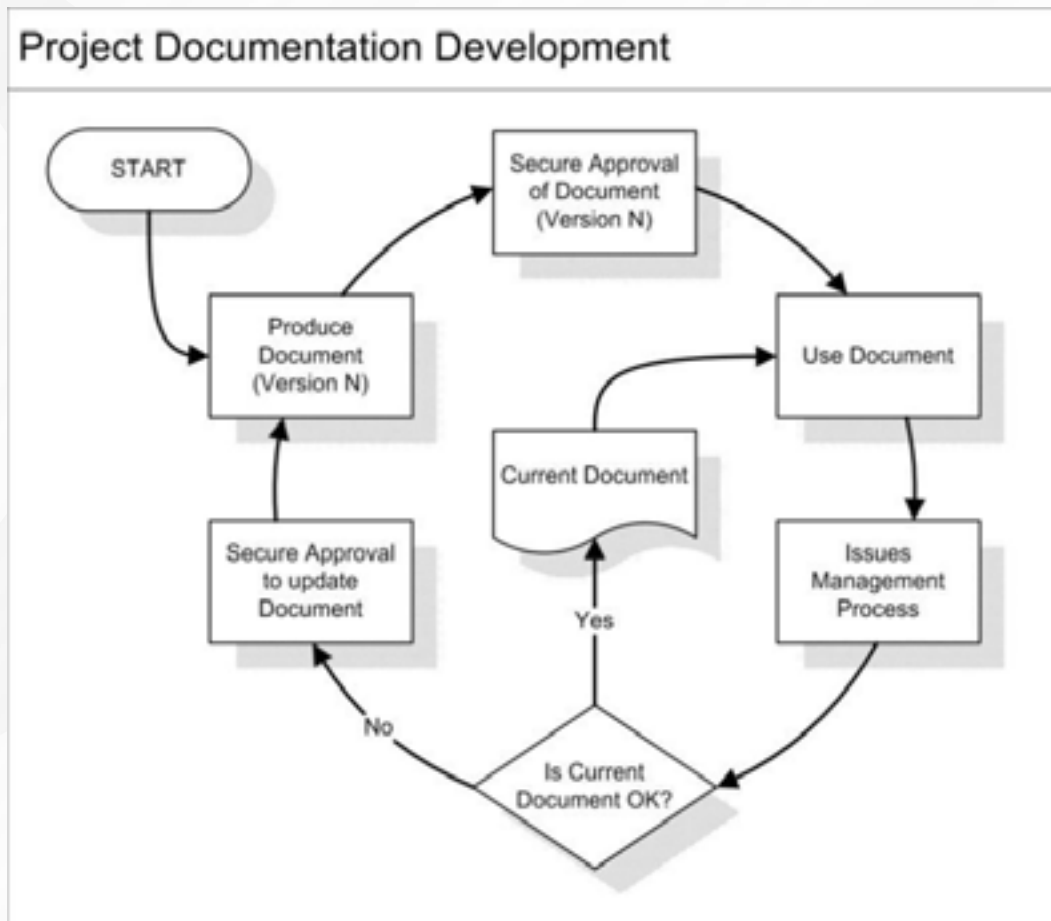 Project Documentation Development
START
Secure Approval
of Document
(Version N)
Produce
Document
(Version N)
Use Document
Current Document
Secure Approval
to update
Document
Issues
Management
Process
Yes
No
Is Current
Document OK?